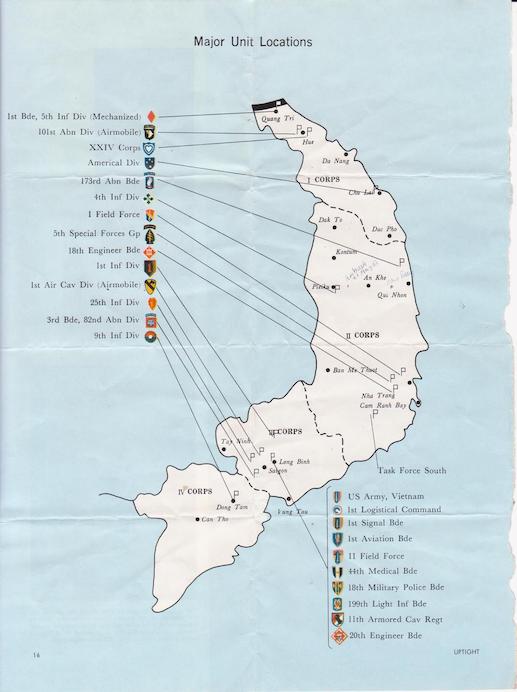 Major Unit Locations
1st Bde, 5th Inf Div (Mechanized)
101st Abn Div (Airmobile)
XXIV Corps
Americal Div
173rd Abn Bde
4th Inf Div
I Field Force
5th Special Forces Gp
18th Engineer Bde
1st Inf Div
1st Air Cav Div (Airmobile)
25th Inf Div
3rd Bde, 82nd Abn Div
9th Inf Div
Quang Tri
Hue
Da Nang
I CORPS
Chu Lai
Dak To
Duc Pho
Kontum
An Khe
Pleiku
Qui Nhon
II CORPS
Ban Me Thuot
Nha Trang
Cam Ranh Bay
III CORPS
Tay Ninh
Long Binh
Saigon
Task Force South
IV CORPS
Dong Tam
Vung Tau
Can Tho
US Army, Vietnam
1st Logistical Command
1st Signal Bde
1st Aviation Bde
II Field Force
44th Medical Bde
18th Military Police Bde
199th Light Inf Bde
11th Armored Cav Regt
20th Engineer Bde
16
UPTIGHT